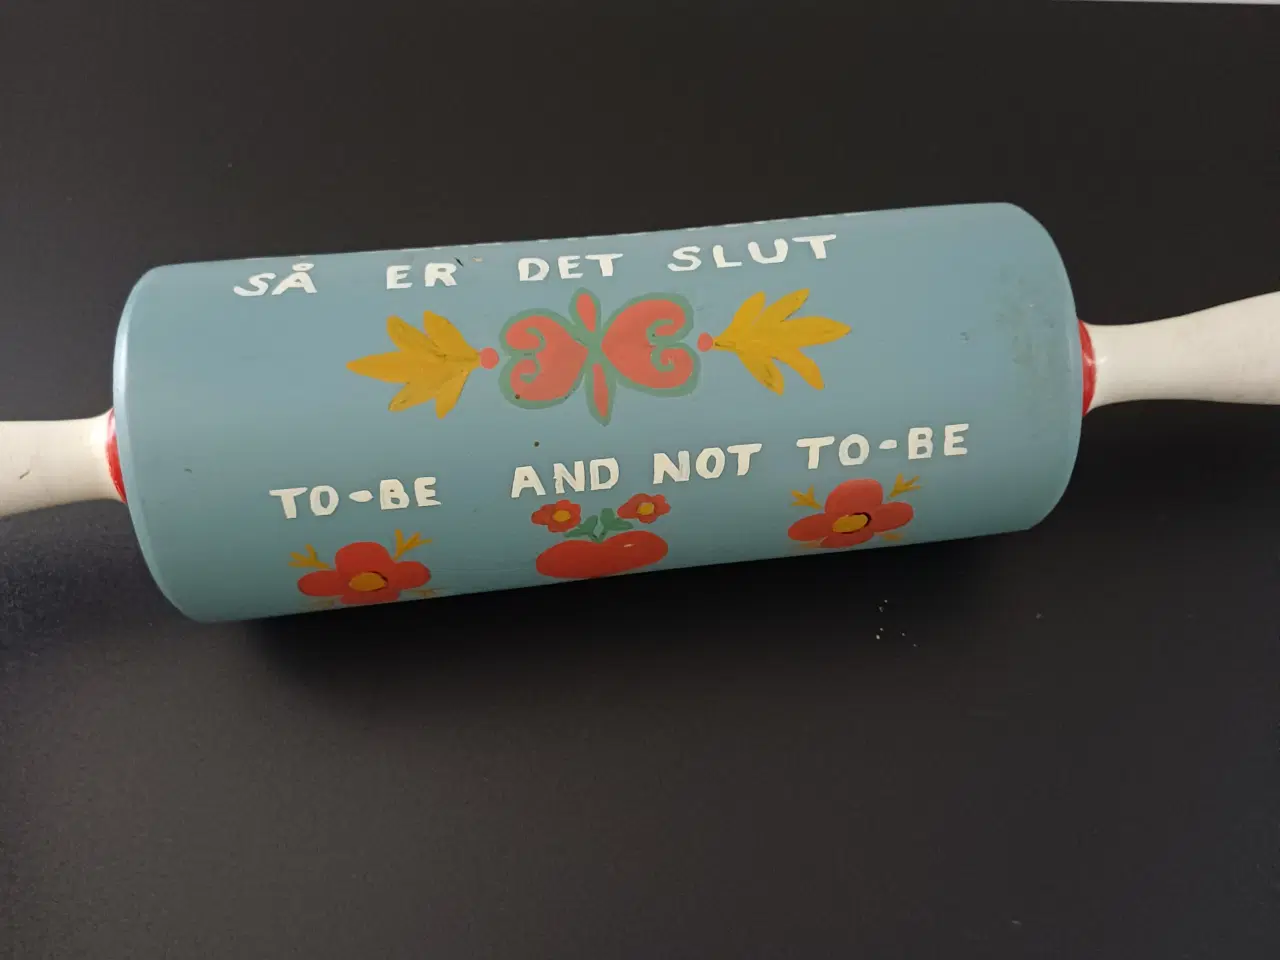 SÅ ER DET SLUT
TO-BE AND NOT TO-BE